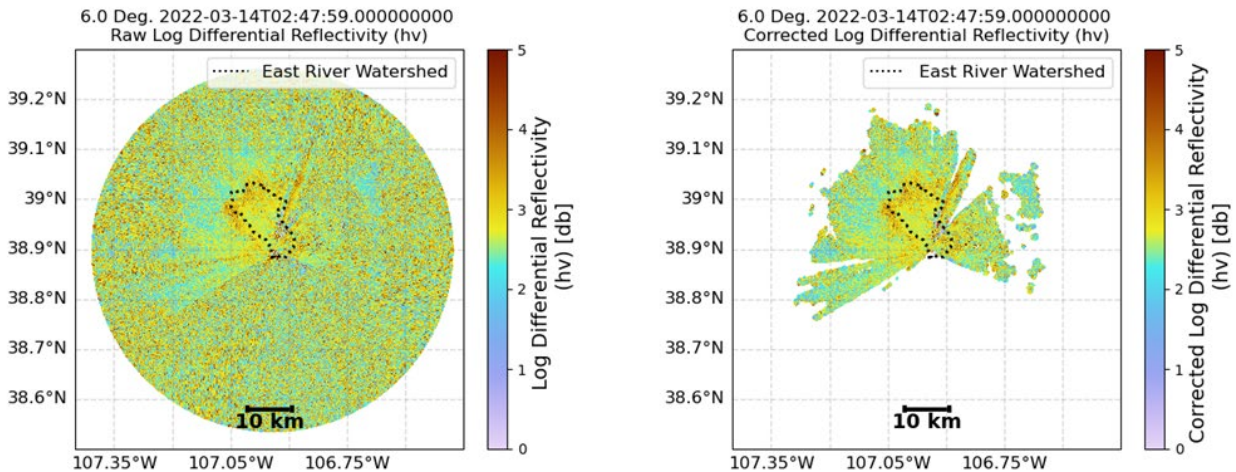 6.0 Deg. 2022-03-14T02:47:59.000000000
Raw Log Differential Reflectivity (hv)
East River Watershed
39.2°N
39.1°N
39°N
38.9°N
38.8°N
38.7°N
38.6°N
107.35°W
107.05°W
106.75°W
10 km
5
4
3
2
1
0
Log Differential Reflectivity
(hv) [db]
6.0 Deg. 2022-03-14T02:47:59.000000000
Corrected Log Differential Reflectivity (hv)
East River Watershed
39.2°N
39.1°N
39°N
38.9°N
38.8°N
38.7°N
38.6°N
107.35°W
107.05°W
106.75°W
10 km
5
4
3
2
1
0
Corrected Log Differential Reflectivity
(hv) [db]